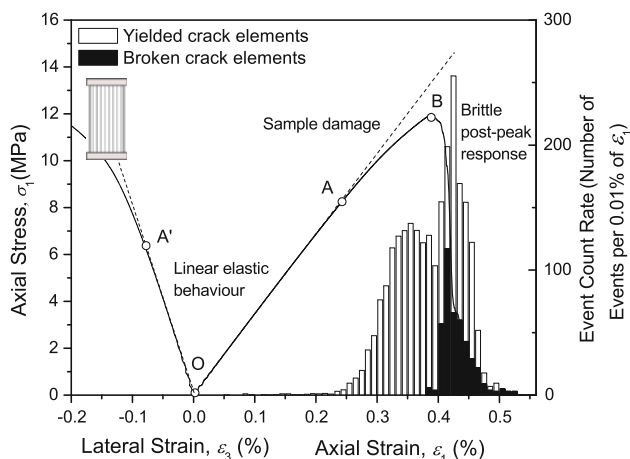 Yielded crack elements
Broken crack elements
16
14
12
10
8
6
4
2
0
Axial Stress, σ1(MPa)
300
200
100
0
Event Count Rate (Number of
Events per 0.01% of ε1)
B
Brittle
post-peak
response
Sample damage
A
A'
Linear elastic
behaviour
O
-0.2 -0.1 0.0 0.1 0.2 0.3 0.4 0.5
Lateral Strain, ε3 (%) Axial Strain, ε1 (%)